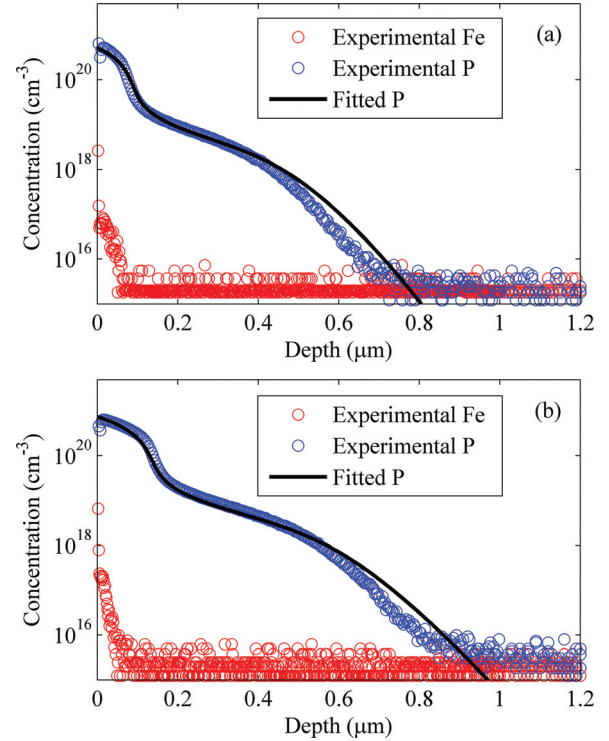 Experimental Fe
Experimental P
Fitted P
(a)
10^20
10^18
10^16
Concentration (cm^-3)
0
0.2
0.4
0.6
0.8
1
1.2
Depth (μm)
Experimental Fe
Experimental P
Fitted P
(b)
10^20
10^18
10^16
Concentration (cm^-3)
0
0.2
0.4
0.6
0.8
1
1.2
Depth (μm)